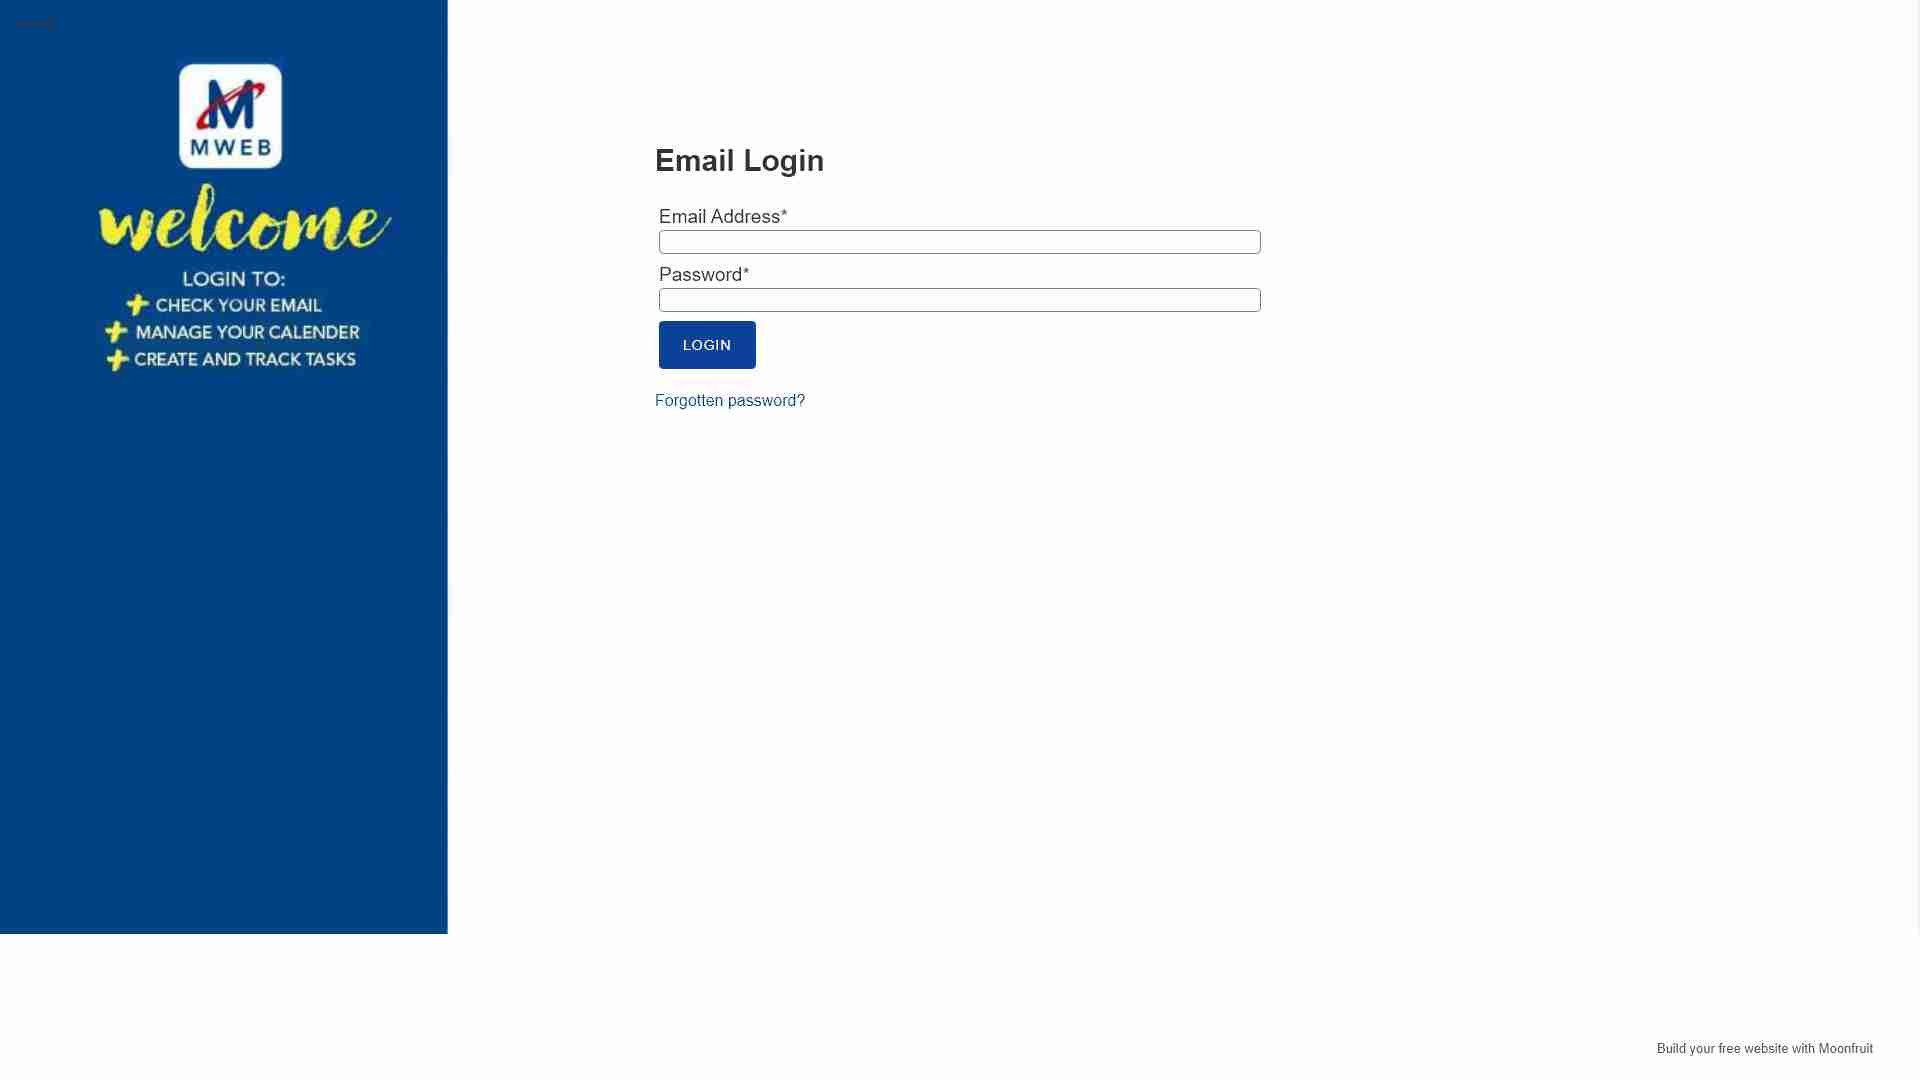 MWEB
welcome
LOGIN TO:
CHECK YOUR EMAIL
MANAGE YOUR CALENDER
CREATE AND TRACK TASKS
Email Login
Email Address*
Password*
LOGIN
Forgotten password?
Build your free website with Moonfruit